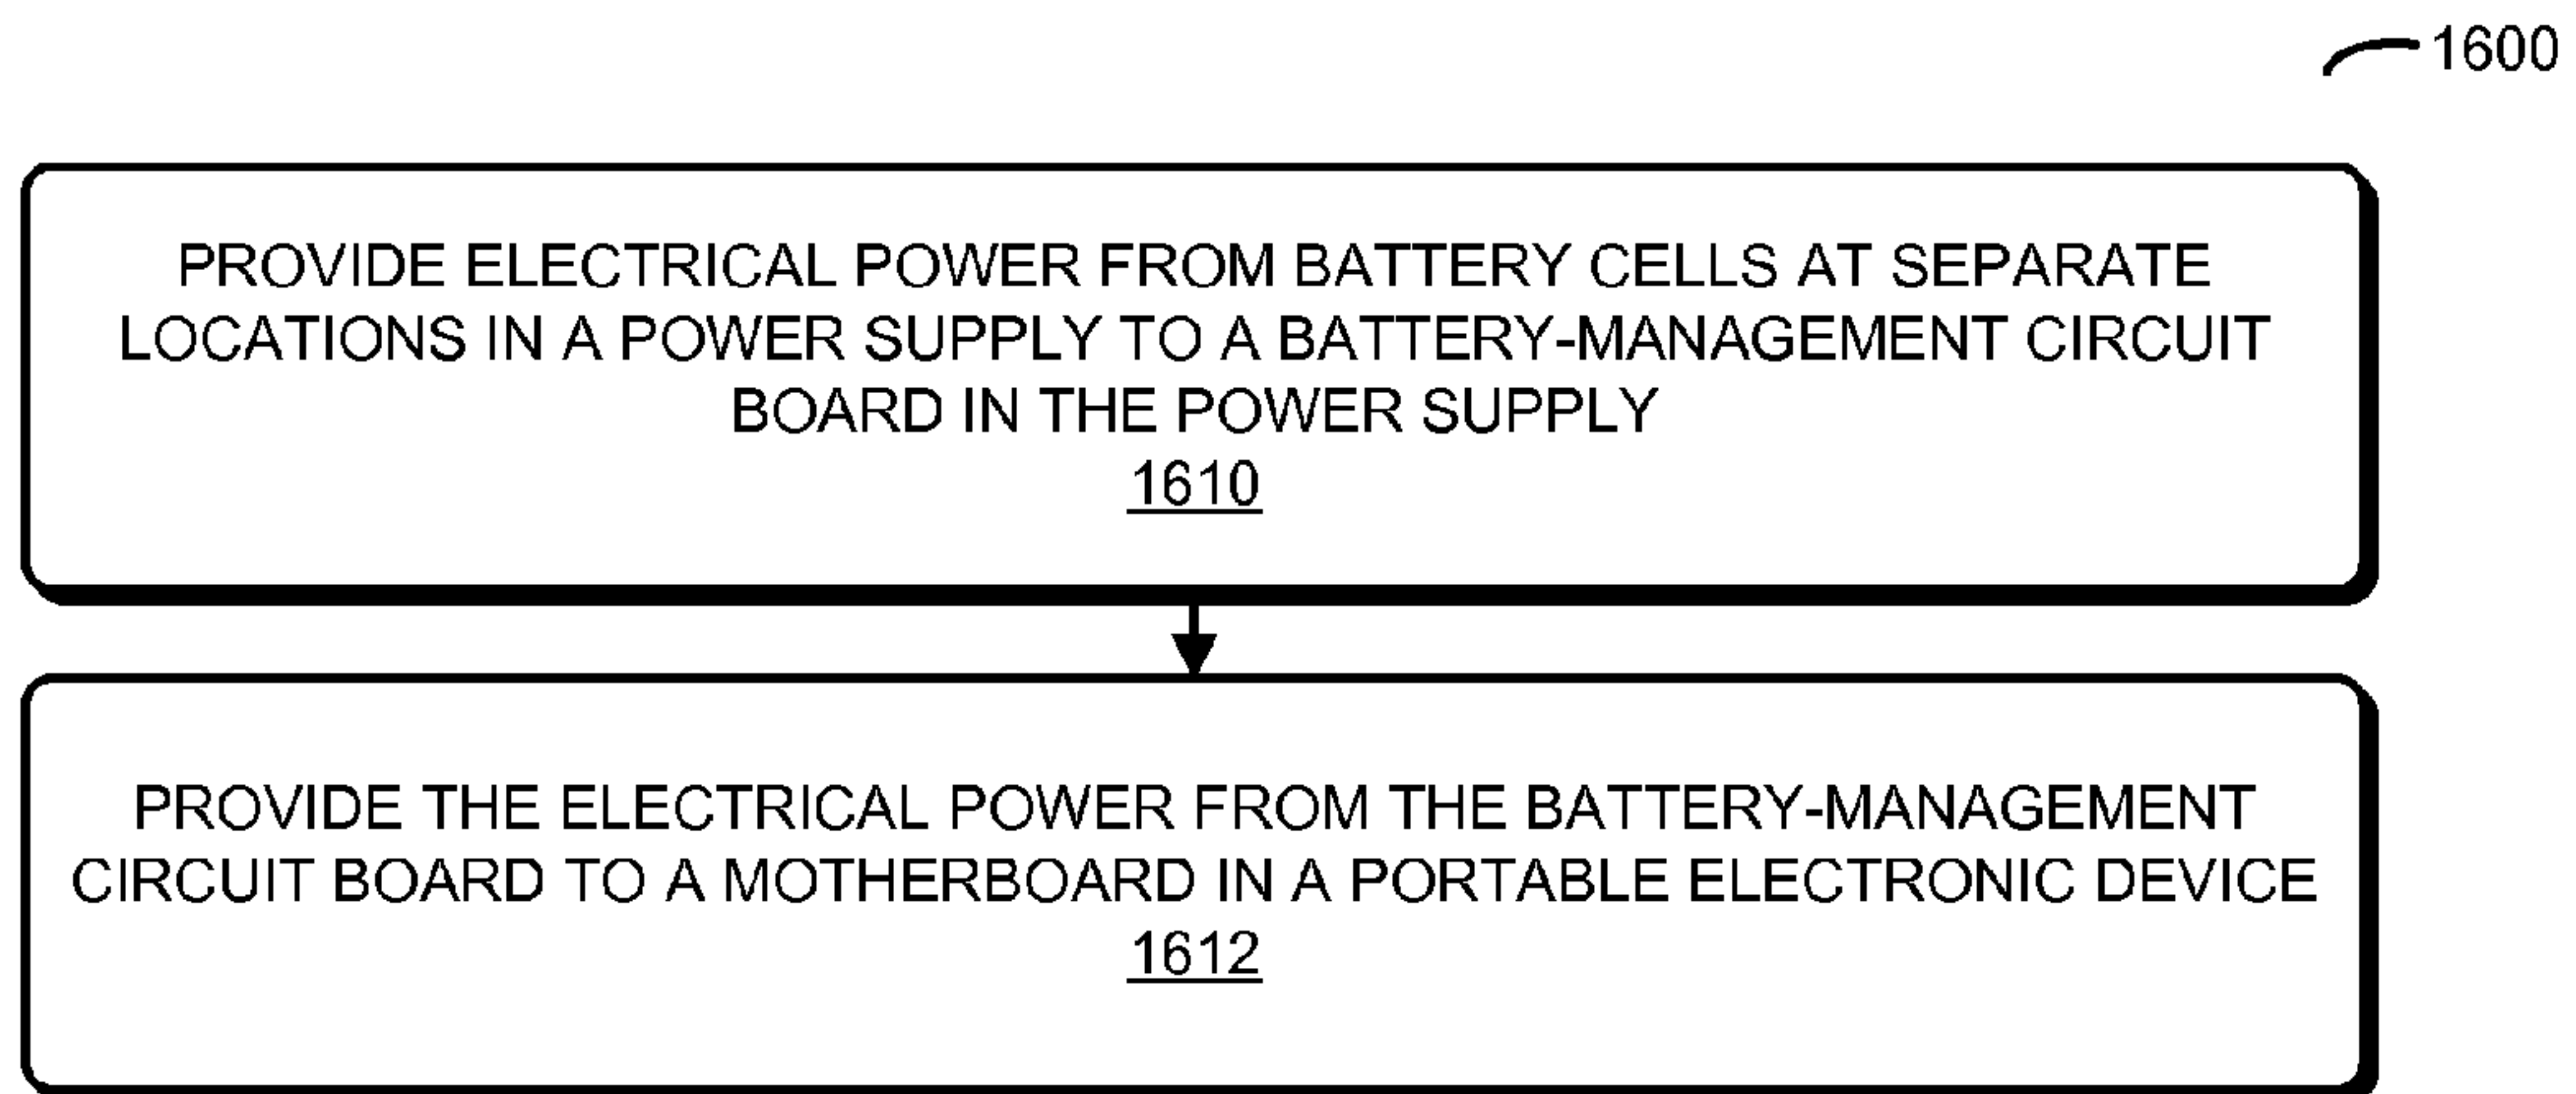 1600
PROVIDE ELECTRICAL POWER FROM BATTERY CELLS AT SEPARATE
LOCATIONS IN A POWER SUPPLY TO A BATTERY-MANAGEMENT CIRCUIT
BOARD IN THE POWER SUPPLY
1610
PROVIDE THE ELECTRICAL POWER FROM THE BATTERY-MANAGEMENT
CIRCUIT BOARD TO A MOTHERBOARD IN A PORTABLE ELECTRONIC DEVICE
1612